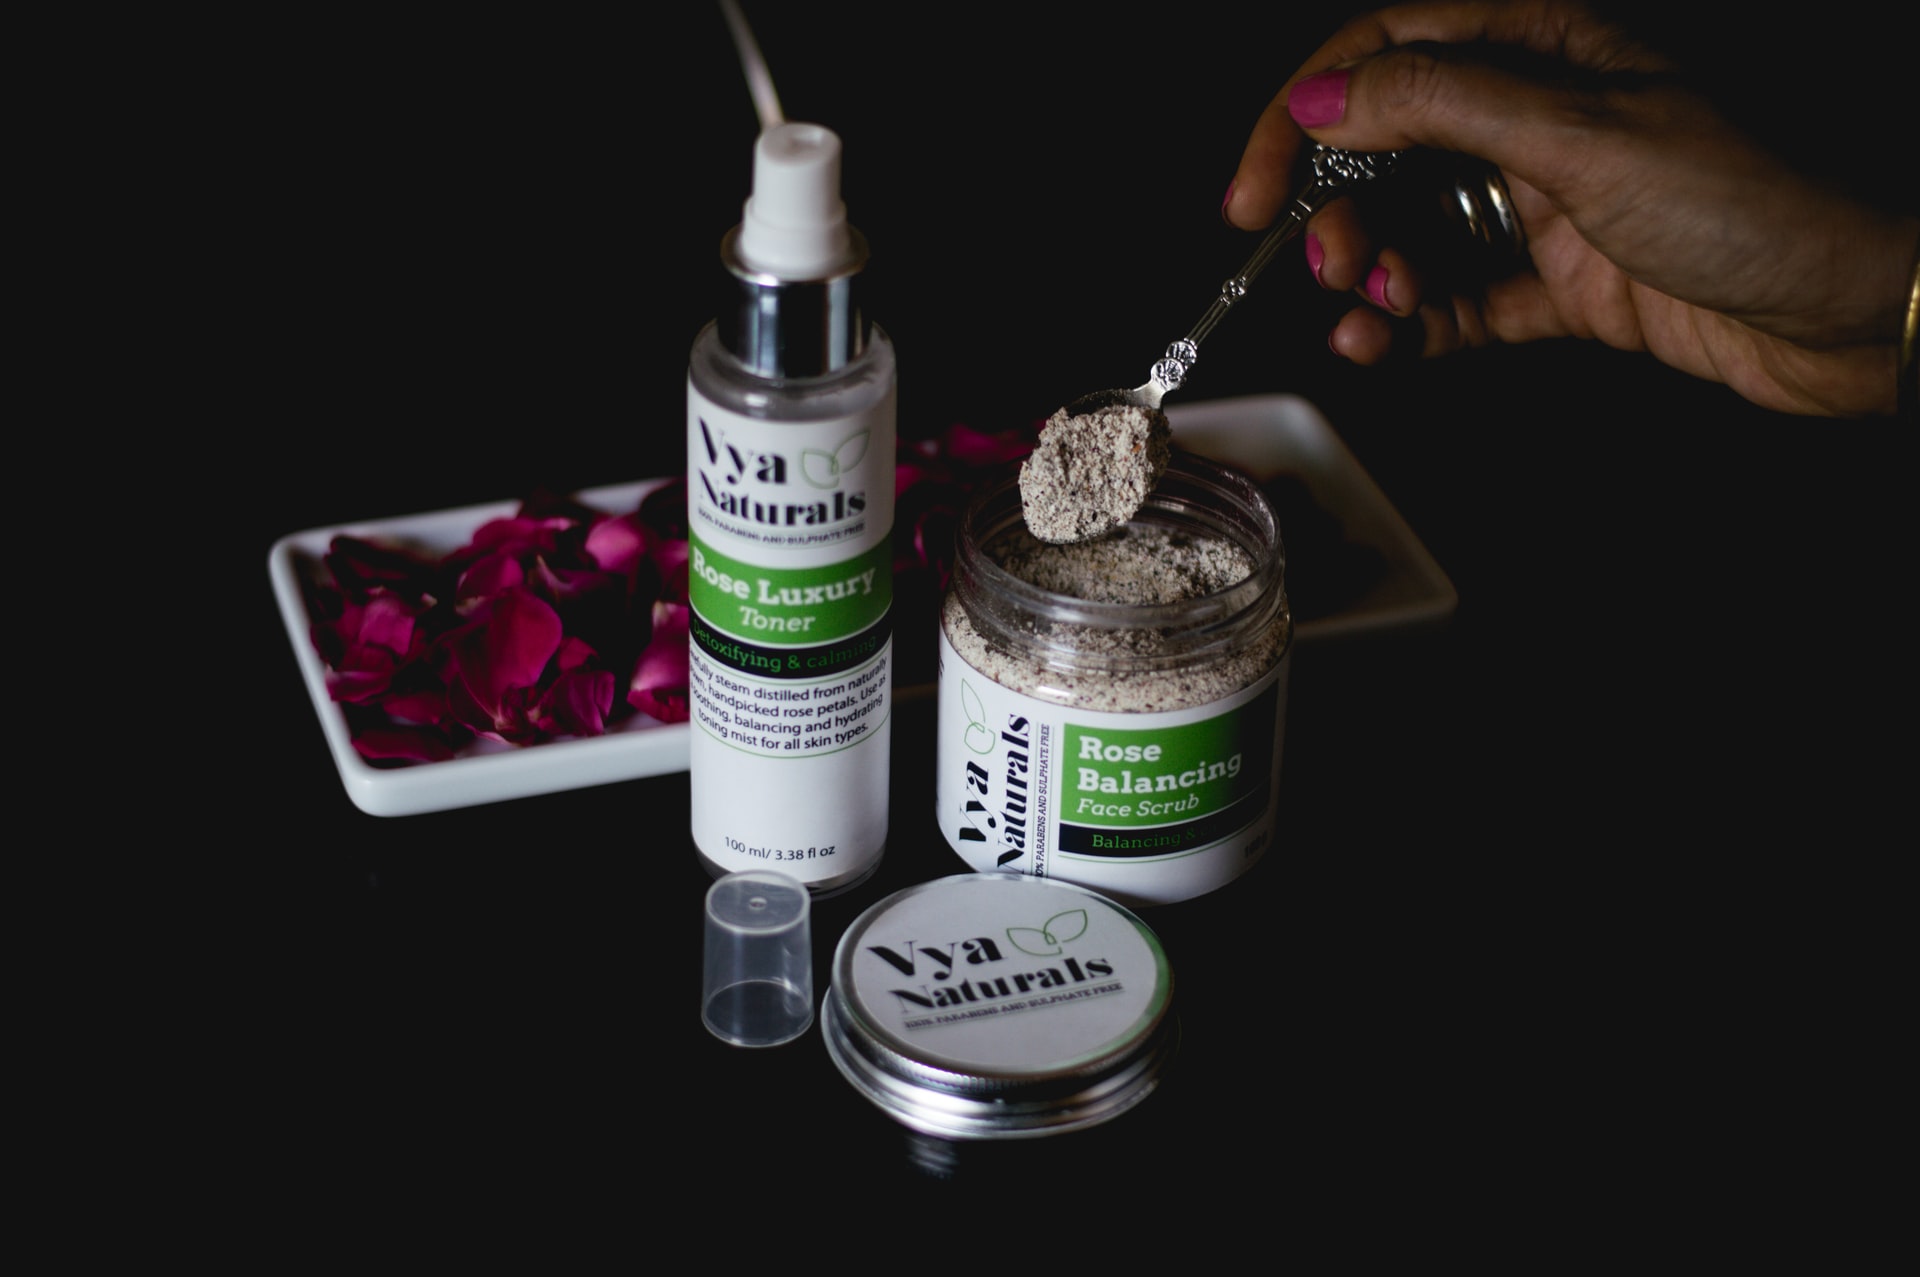 Vya
Naturals
100% PARABENS AND SULPHATE FREE
Rose Luxury
Toner
Detoxifying & calming
steam distilled from naturally
handpicked rose petals. Use as
soothing, balancing and hydrating
toning mist for all skin types.
100 ml/ 3.38 fl oz
Vya
Naturals
100% PARABENS AND SULPHATE FREE
Rose
Balancing
Face Scrub
Balancing &
Vya
Naturals
100% PARABENS AND SULPHATE FREE